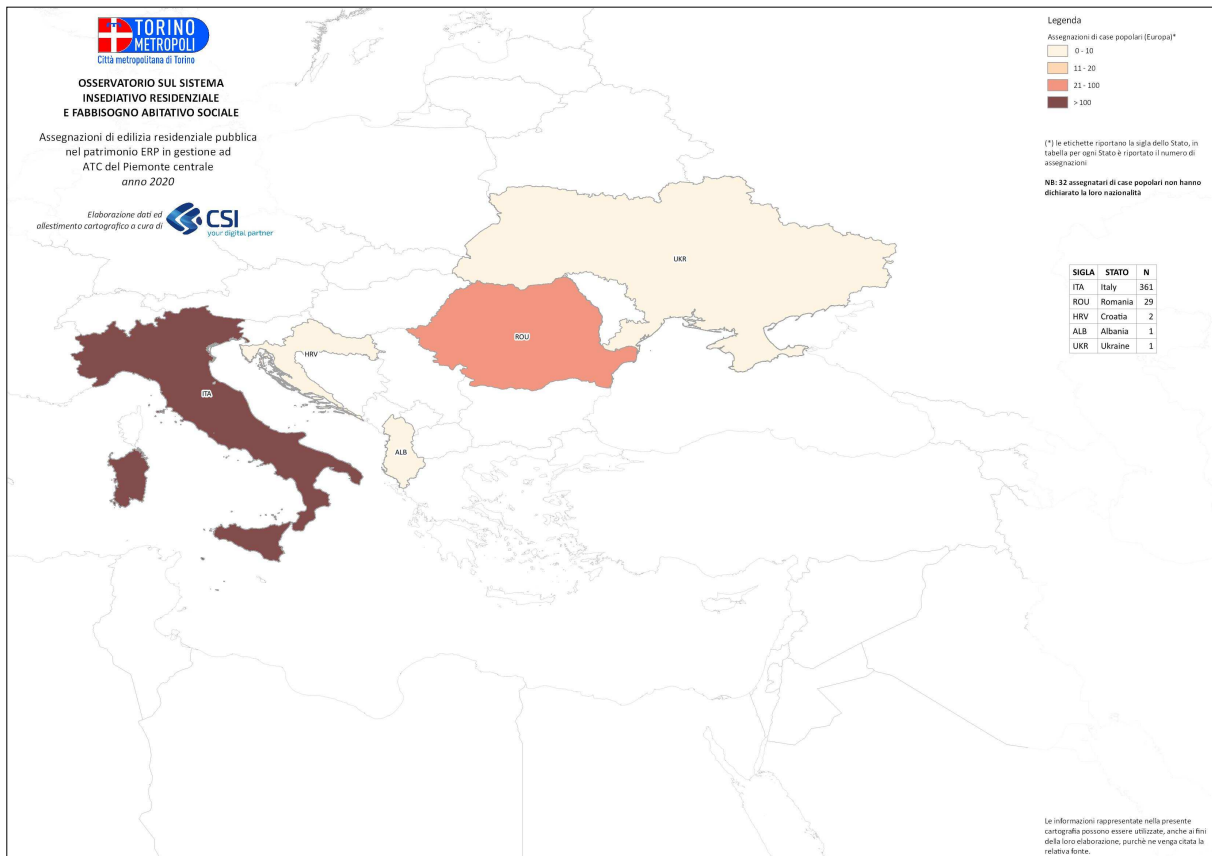 TORINO
METROPOLI
Città metropolitana di Torino
OSSERVATORIO SUL SISTEMA
INSEDIATIVO RESIDENZIALE
E FABBISOGNO ABITATIVO SOCIALE
Assegnazioni di edilizia residenziale pubblica
nel patrimonio ERP in gestione ad
ATC del Piemonte centrale
anno 2020
Elaborazione dati ed
allestimento cartografico a cura di
CSI
your digital partner
Legenda
Assegnazioni di case popolari (Europa)*
0 - 10
11 - 20
21 - 100
> 100
(*) le etichette riportano la sigla dello Stato, in
tabella per ogni Stato è riportato il numero di
assegnazioni
NB: 32 assegnatari di case popolari non hanno
dichiarato la loro nazionalità
SIGLA STATO N
ITA Italy 361
ROU Romania 29
HRV Croatia 2
ALB Albania 1
UKR Ukraine 1
UKR
ROU
HRV
ITA
ALB
Le informazioni rappresentate nella presente
cartografia possono essere utilizzate, anche ai fini
della loro elaborazione, purchè ne venga citata la
relativa fonte.